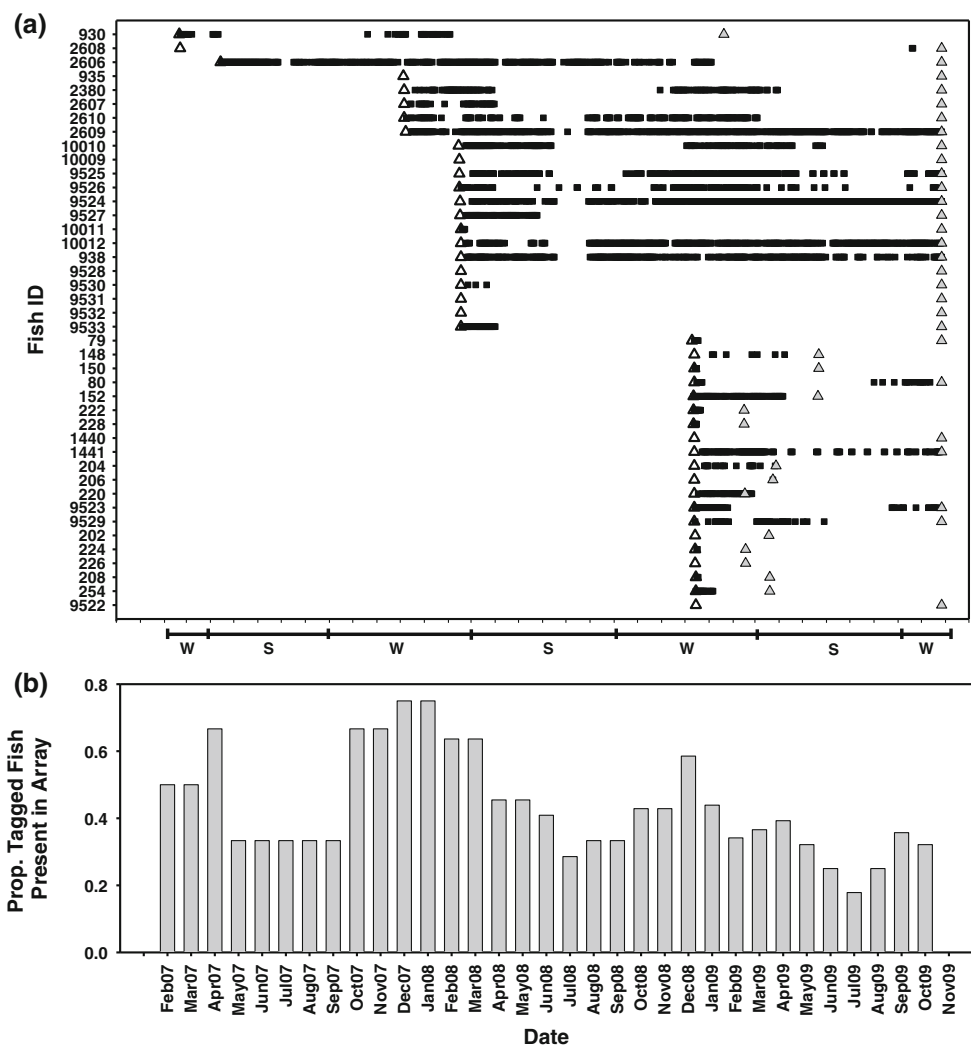 (a)
Fish ID
930
2608
2606
935
2380
2607
2610
2609
10010
10009
9525
9526
9524
9527
10011
10012
938
9528
9530
9531
9532
9533
79
148
150
80
152
222
228
1440
1441
204
206
220
9523
9529
202
224
226
208
254
9522
W S W S W S W
(b)
Prop. Tagged Fish
Present in Array
0.8
0.6
0.4
0.2
0.0
Feb07
Mar07
Apr07
May07
Jun07
Jul07
Aug07
Sep07
Oct07
Nov07
Dec07
Jan08
Feb08
Mar08
Apr08
May08
Jun08
Jul08
Aug08
Sep08
Oct08
Nov08
Dec08
Jan09
Feb09
Mar09
Apr09
May09
Jun09
Jul09
Aug09
Sep09
Oct09
Nov09
Date